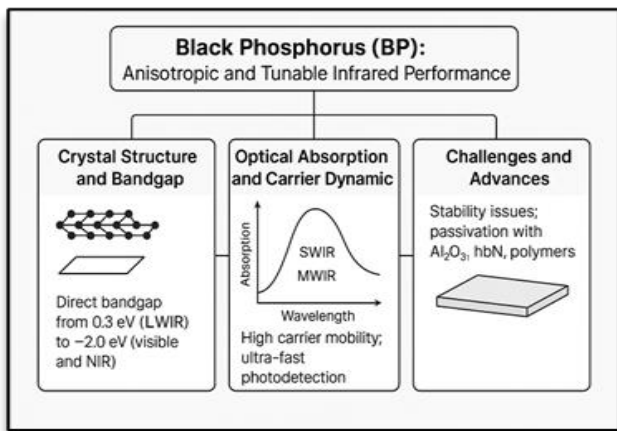 Black Phosphorus (BP):
Anisotropic and Tunable Infrared Performance
Crystal Structure
and Bandgap
Direct bandgap
from 0.3 eV (LWIR)
to −2.0 eV (visible
and NIR)
Optical Absorption
and Carrier Dynamic
Absorption
SWIR
MWIR
Wavelength
High carrier mobility;
ultra-fast
photodetection
Challenges and
Advances
Stability issues;
passivation with
Al₂O₃, hbN, polymers